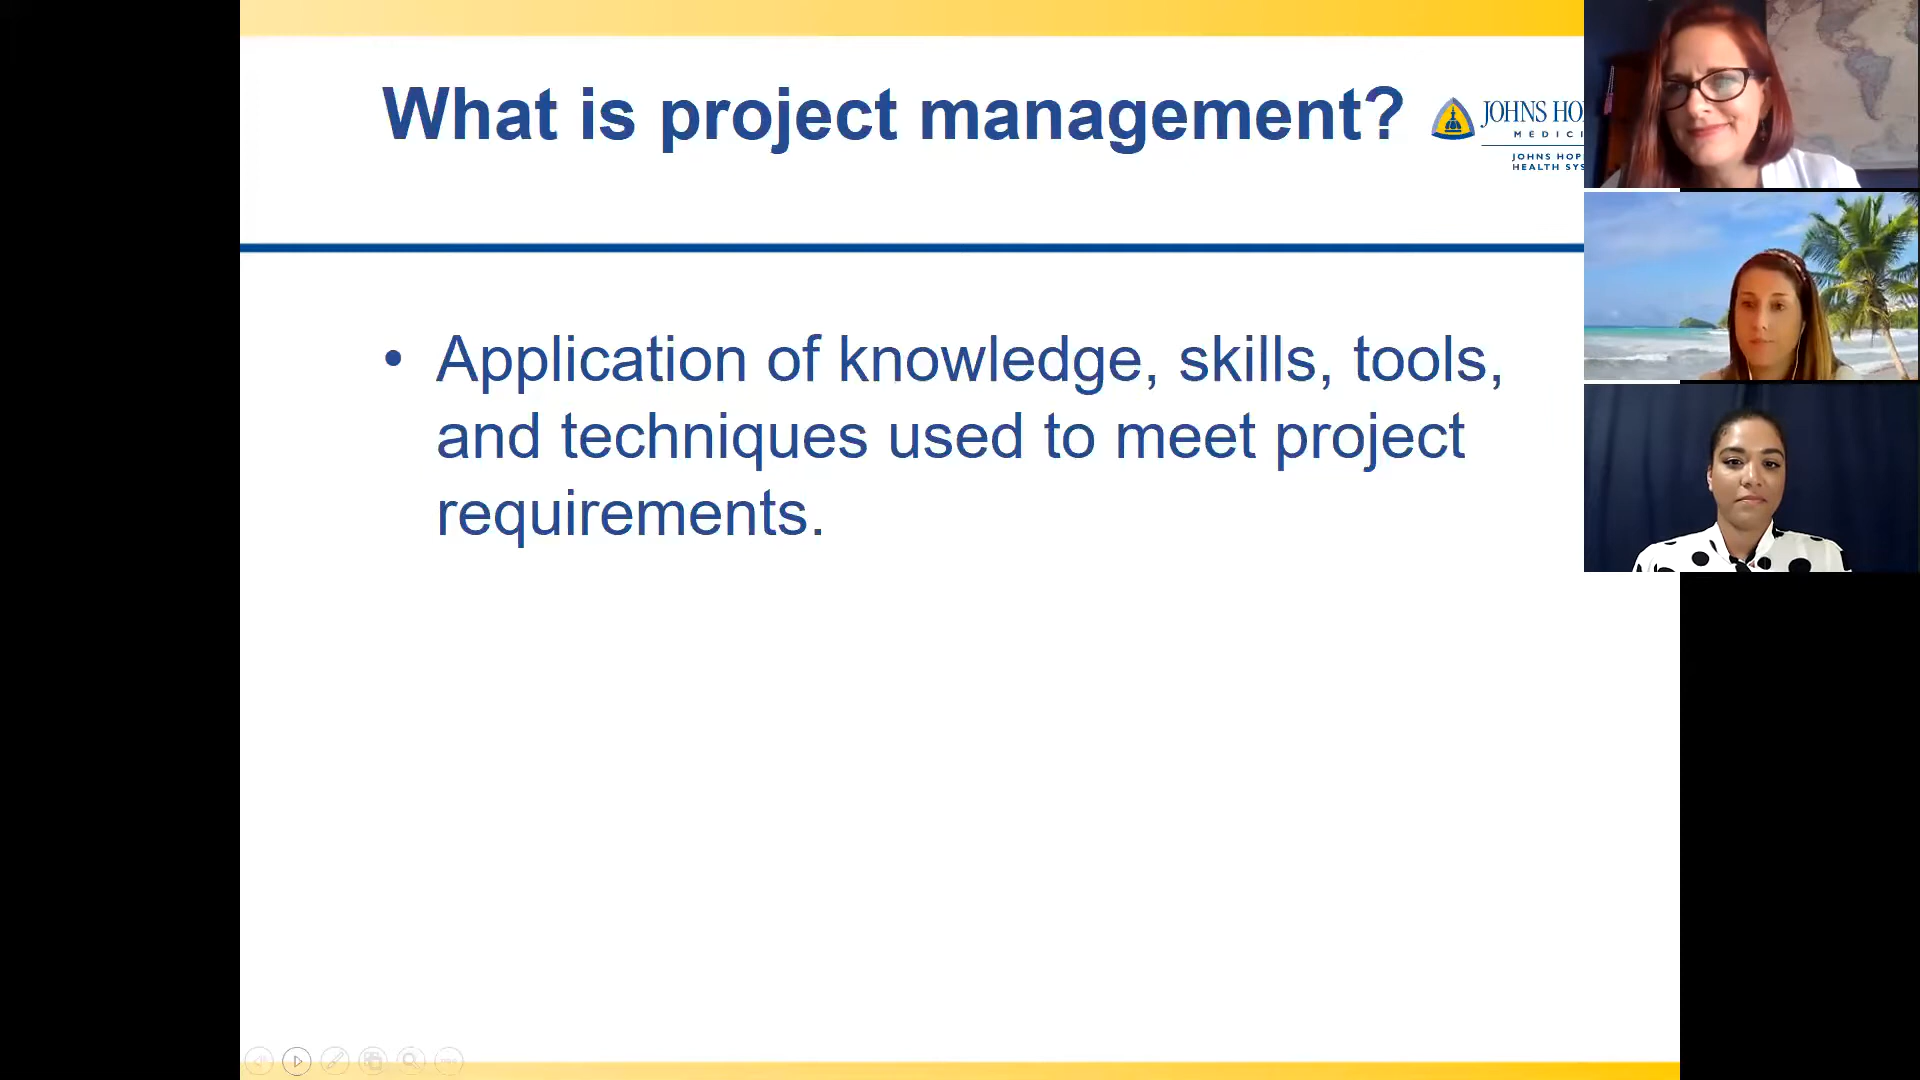 What is project management?
JOHNS HO
MEDICI
JOHNS HOP
HEALTH SYS
• Application of knowledge, skills, tools,
and techniques used to meet project
requirements.